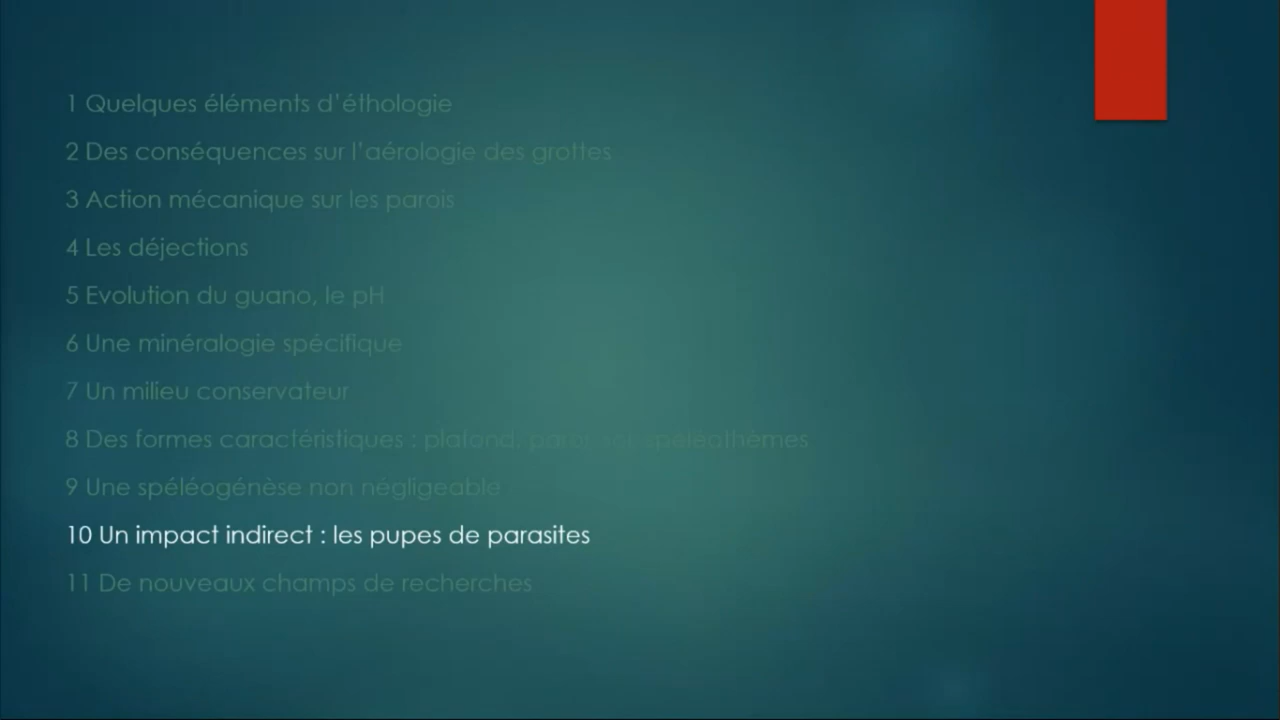 1 Quelques éléments d'éthologie
2 Des conséquences sur l'aérologie des grottes
3 Action mécanique sur les parois
4 Les déjections
5 Evolution du guano, le pH
6 Une minéralogie spécifique
7 Un milieu conservateur
8 Des formes caractéristiques : plafond, paroi, sol, spéléothèmes
9 Une spéléogénèse non négligeable
10 Un impact indirect : les pupes de parasites
11 De nouveaux champs de recherches